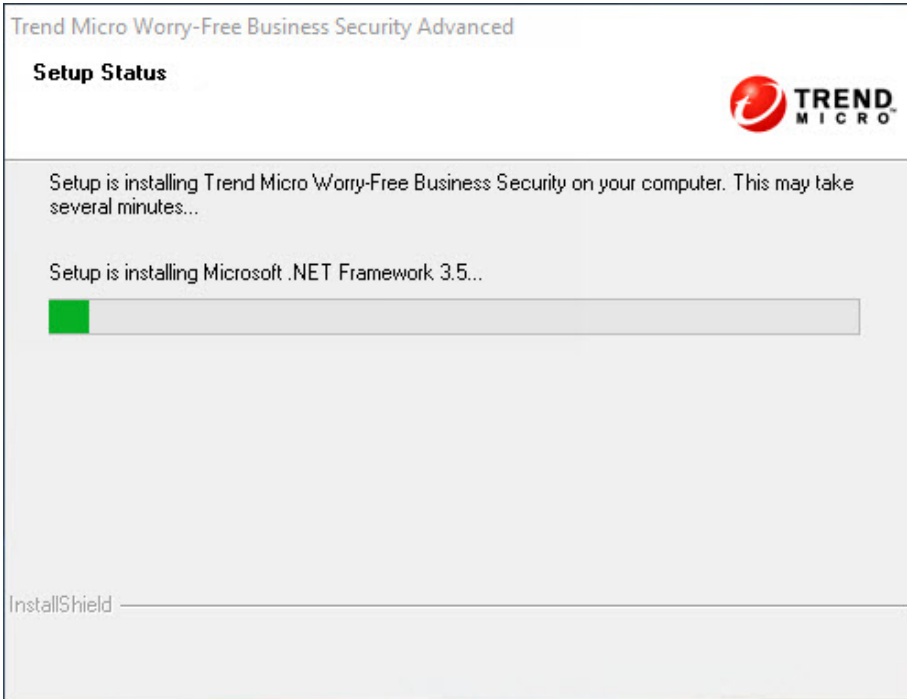 Trend Micro Worry-Free Business Security Advanced
Setup Status
TREND
MICRO™
Setup is installing Trend Micro Worry-Free Business Security on your computer. This may take
several minutes...
Setup is installing Microsoft .NET Framework 3.5...
InstallShield